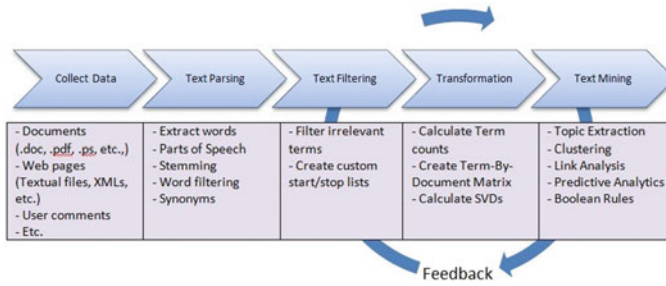 Collect Data
Text Parsing
Text Filtering
Transformation
Text Mining
- Documents
(.doc, .pdf, .ps, etc.,)
- Web pages
(Textual files, XMLs,
etc.)
- User comments
- Etc.
- Extract words
- Parts of Speech
- Stemming
- Word filtering
- Synonyms
- Filter irrelevant
terms
- Create custom
start/stop lists
- Calculate Term
counts
- Create Term-By-
Document Matrix
- Calculate SVDs
- Topic Extraction
- Clustering
- Link Analysis
- Predictive Analytics
- Boolean Rules
Feedback